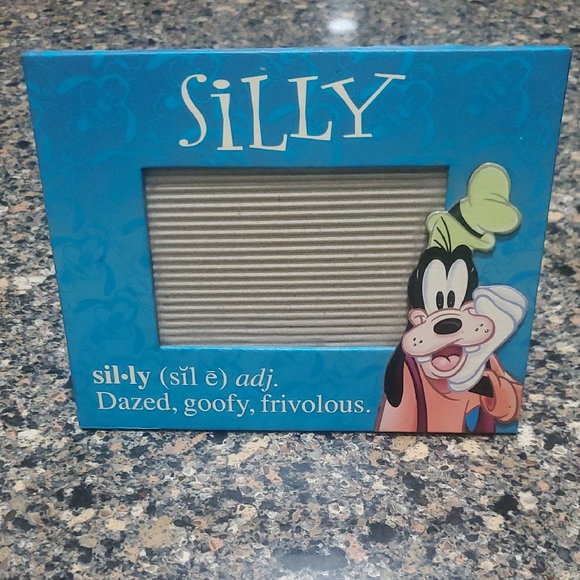 SiLLY
sil•ly (sĭl ē) adj.
Dazed, goofy, frivolous.